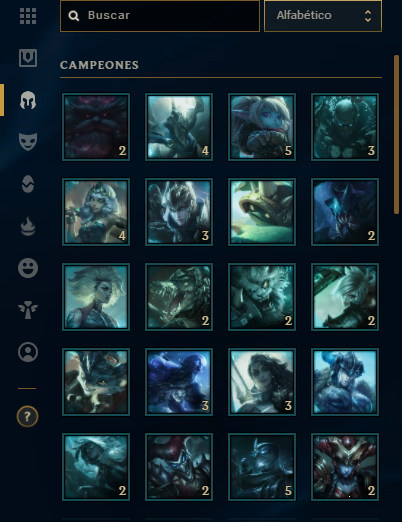 Buscar
Alfabético
CAMPEONES
2 4 5 3
4 3 2
2 2 2
3 3
2 2 5 2
?